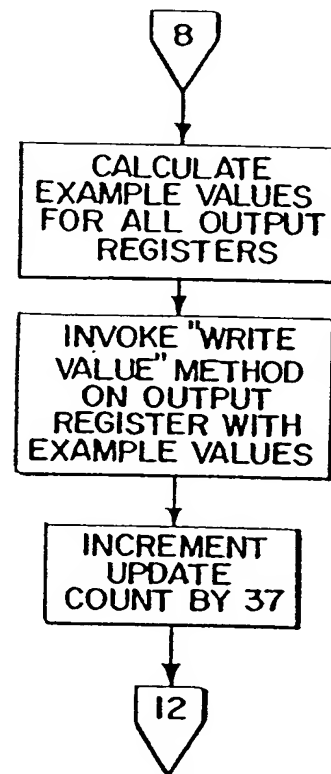 8
CALCULATE
EXAMPLE VALUES
FOR ALL OUTPUT
REGISTERS
INVOKE "WRITE
VALUE" METHOD
ON OUTPUT
REGISTER WITH
EXAMPLE VALUES
INCREMENT
UPDATE
COUNT BY 37
12